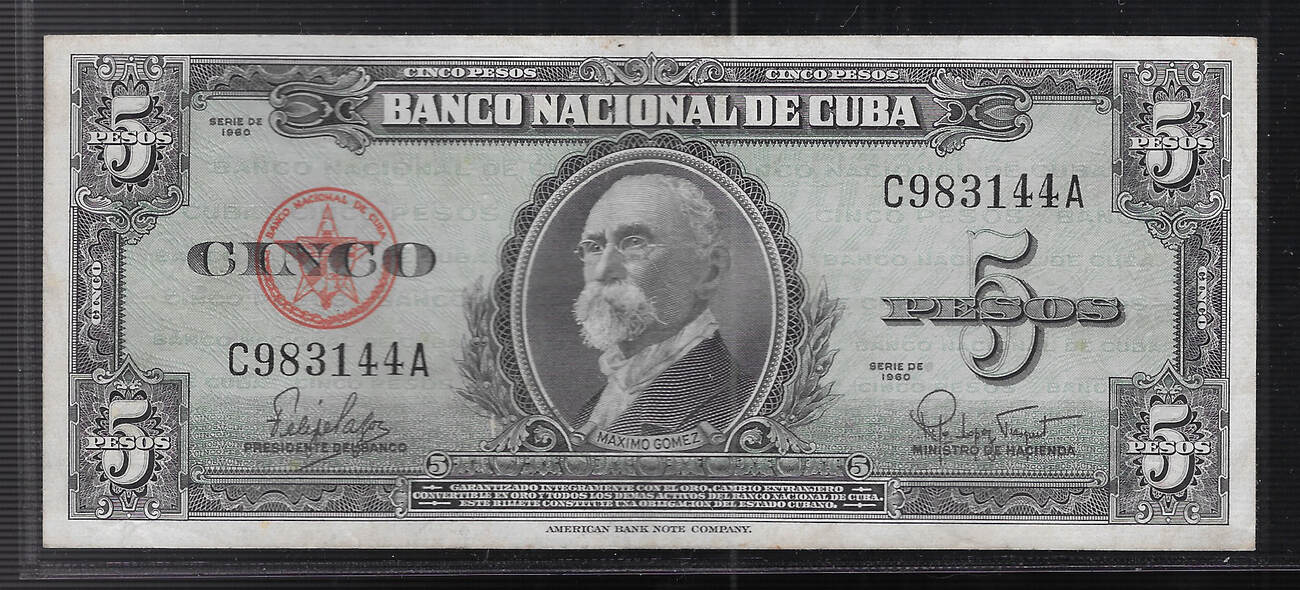 CINCO PESOS CINCO PESOS
BANCO NACIONAL DE CUBA
5 PESOS
5 PESOS
SERIE DE
1960
C983144A
BANCO NACIONAL DE CUBA
CINCO
5
PESOS
CINCO
CINCO
C983144A
SERIE DE
1960
PRESIDENTE DEL BANCO
MAXIMO GOMEZ
MINISTRO DE HACIENDA
5 PESOS
5 PESOS
5 5
GARANTIZADO INTEGRAMENTE CON EL ORO, CAMBIO EXTRANJERO
CONVERTIBLE EN ORO Y TODOS LOS DEMAS ACTIVOS DEL BANCO NACIONAL DE CUBA.
ESTE BILLETE CONSTITUYE UNA OBLIGACION DEL ESTADO CUBANO.
AMERICAN BANK NOTE COMPANY.